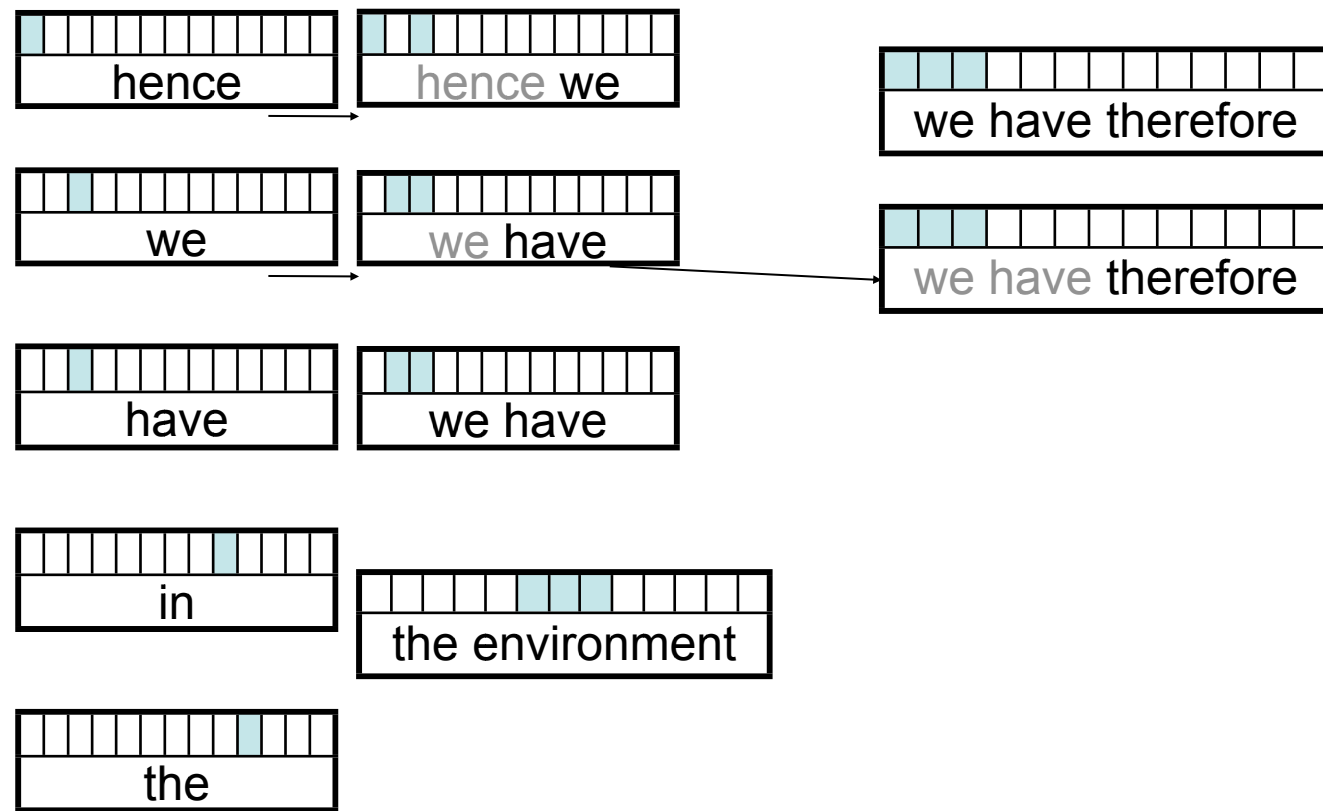 hence
hence we
we have therefore
we
we have
we have therefore
have
we have
in
the environment
the